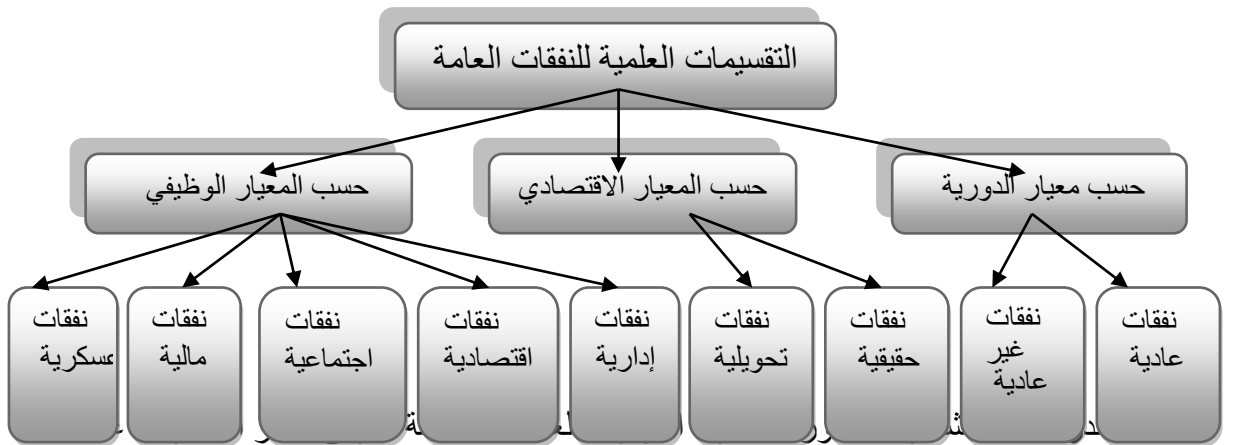 التقسيمات العلمية للنفقات العامة
حسب معيار الدورية
حسب المعيار الاقتصادي
حسب المعيار الوظيفي
نفقات
عادية
نفقات
غير
عادية
نفقات
حقيقية
نفقات
تحويلية
نفقات
إدارية
نفقات
اقتصادية
نفقات
اجتماعية
نفقات
مالية
نفقات
عسكرية